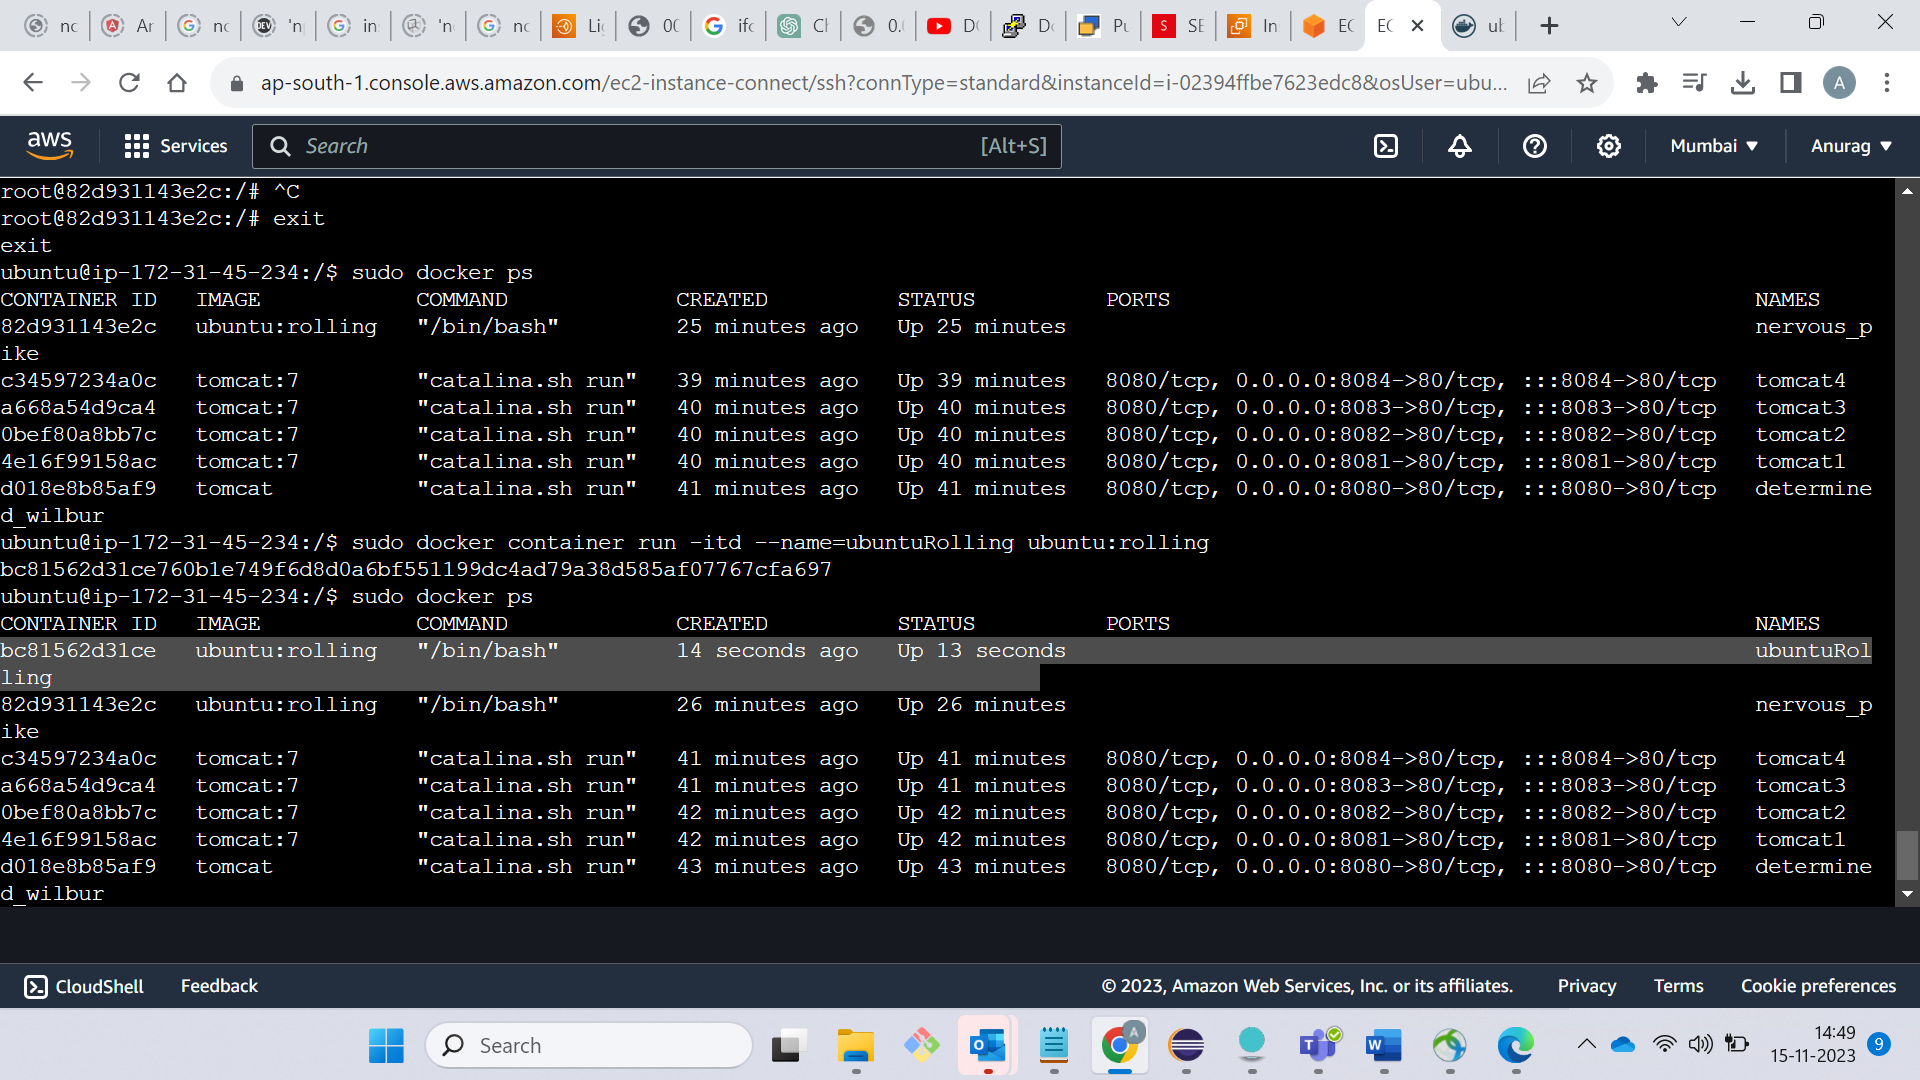 nc
Ar
nc
'n
in
'n
nc
Li
00
ifc
Ch
0.0
DO
Do
Pu
SE
In
EC
EC
ub
ap-south-1.console.aws.amazon.com/ec2-instance-connect/ssh?connType=standard&instanceId=i-02394ffbe7623edc8&osUser=ubu...
A
aws
Services
Search
[Alt+S]
Mumbai
Anurag
root@82d931143e2c:/# ^C
root@82d931143e2c:/# exit
exit
ubuntu@ip-172-31-45-234:/$ sudo docker ps
CONTAINER ID IMAGE COMMAND CREATED STATUS PORTS NAMES
82d931143e2c ubuntu:rolling "/bin/bash" 25 minutes ago Up 25 minutes nervous_p
ike
c34597234a0c tomcat:7 "catalina.sh run" 39 minutes ago Up 39 minutes 8080/tcp, 0.0.0.0:8084->80/tcp, :::8084->80/tcp tomcat4
a668a54d9ca4 tomcat:7 "catalina.sh run" 40 minutes ago Up 40 minutes 8080/tcp, 0.0.0.0:8083->80/tcp, :::8083->80/tcp tomcat3
0bef80a8bb7c tomcat:7 "catalina.sh run" 40 minutes ago Up 40 minutes 8080/tcp, 0.0.0.0:8082->80/tcp, :::8082->80/tcp tomcat2
4e16f99158ac tomcat:7 "catalina.sh run" 40 minutes ago Up 40 minutes 8080/tcp, 0.0.0.0:8081->80/tcp, :::8081->80/tcp tomcat1
d018e8b85af9 tomcat "catalina.sh run" 41 minutes ago Up 41 minutes 8080/tcp, 0.0.0.0:8080->80/tcp, :::8080->80/tcp determine
d_wilbur
ubuntu@ip-172-31-45-234:/$ sudo docker container run -itd --name=ubuntuRolling ubuntu:rolling
bc81562d31ce760b1e749f6d8d0a6bf551199dc4ad79a38d585af07767cfa697
ubuntu@ip-172-31-45-234:/$ sudo docker ps
CONTAINER ID IMAGE COMMAND CREATED STATUS PORTS NAMES
bc81562d31ce ubuntu:rolling "/bin/bash" 14 seconds ago Up 13 seconds ubuntuRol
ling
82d931143e2c ubuntu:rolling "/bin/bash" 26 minutes ago Up 26 minutes nervous_p
ike
c34597234a0c tomcat:7 "catalina.sh run" 41 minutes ago Up 41 minutes 8080/tcp, 0.0.0.0:8084->80/tcp, :::8084->80/tcp tomcat4
a668a54d9ca4 tomcat:7 "catalina.sh run" 41 minutes ago Up 41 minutes 8080/tcp, 0.0.0.0:8083->80/tcp, :::8083->80/tcp tomcat3
0bef80a8bb7c tomcat:7 "catalina.sh run" 42 minutes ago Up 42 minutes 8080/tcp, 0.0.0.0:8082->80/tcp, :::8082->80/tcp tomcat2
4e16f99158ac tomcat:7 "catalina.sh run" 42 minutes ago Up 42 minutes 8080/tcp, 0.0.0.0:8081->80/tcp, :::8081->80/tcp tomcat1
d018e8b85af9 tomcat "catalina.sh run" 43 minutes ago Up 43 minutes 8080/tcp, 0.0.0.0:8080->80/tcp, :::8080->80/tcp determine
d_wilbur
CloudShell
Feedback
© 2023, Amazon Web Services, Inc. or its affiliates.
Privacy
Terms
Cookie preferences
Search
14:49
15-11-2023
9